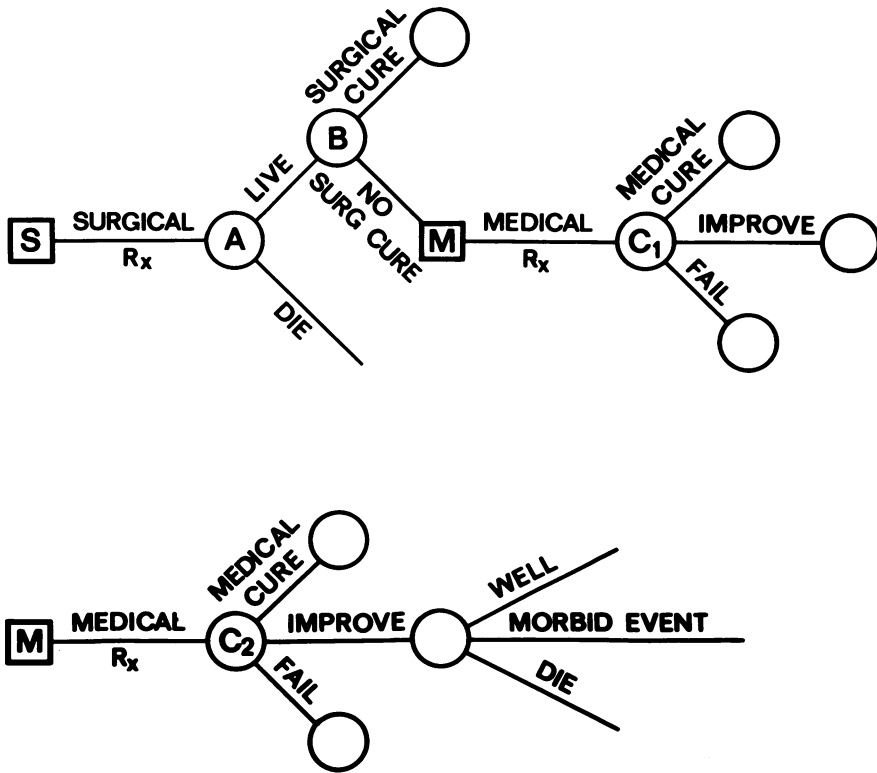 SURGICAL
CURE
B
LIVE
NO
SURG CURE
MEDICAL
CURE
S
SURGICAL
Rx
A
M
MEDICAL
Rx
C1
IMPROVE
FAIL
DIE
MEDICAL
CURE
M
MEDICAL
Rx
C2
IMPROVE
FAIL
WELL
MORBID EVENT
DIE